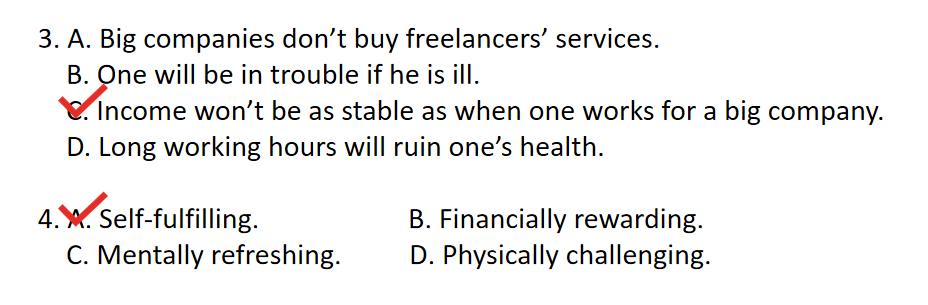 3. A. Big companies don’t buy freelancers’ services.
B. One will be in trouble if he is ill.
C. Income won’t be as stable as when one works for a big company.
D. Long working hours will ruin one’s health.
4. A. Self-fulfilling. B. Financially rewarding.
C. Mentally refreshing. D. Physically challenging.